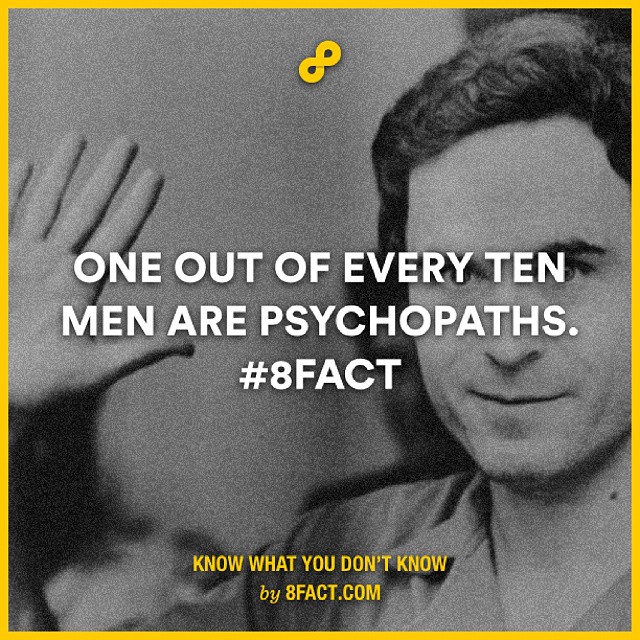 ONE OUT OF EVERY TEN
MEN ARE PSYCHOPATHS.
#8FACT
KNOW WHAT YOU DON'T KNOW
by 8FACT.COM